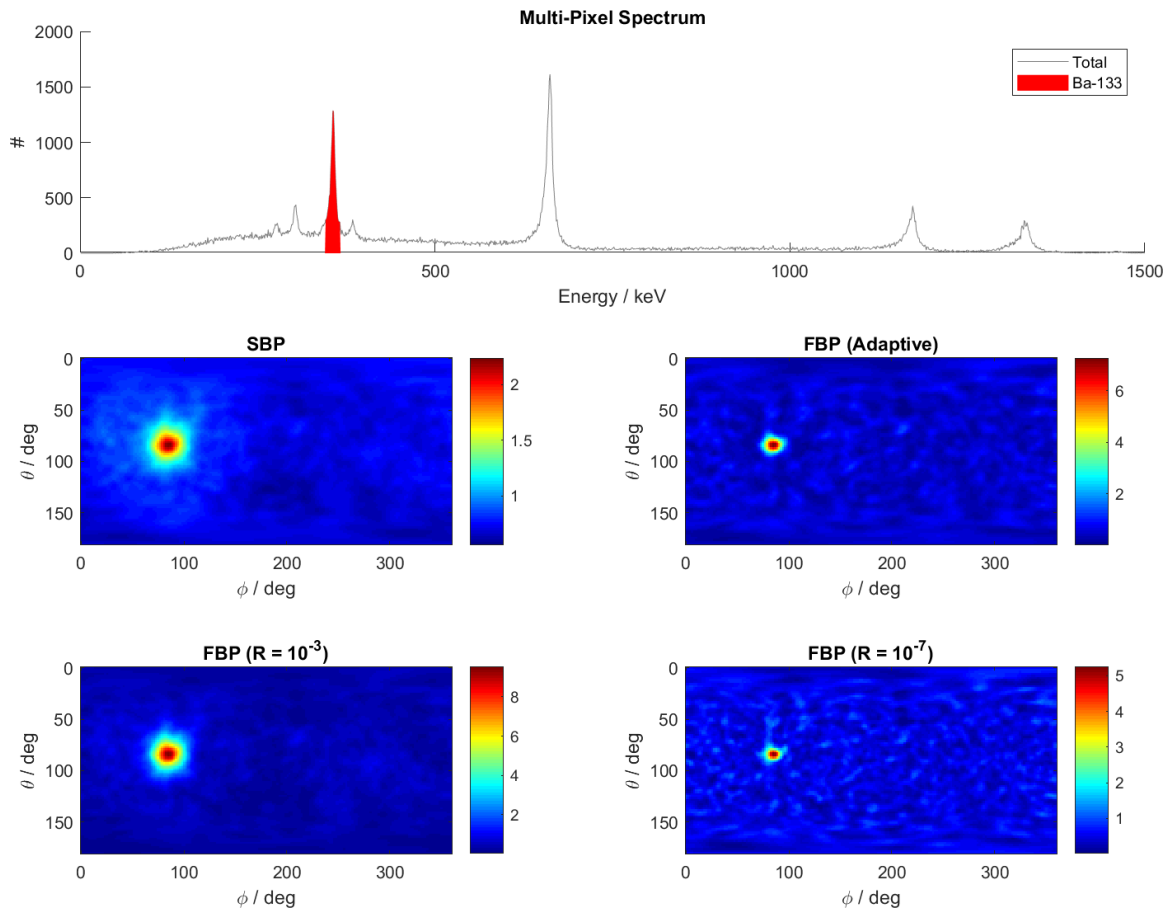 Multi-Pixel Spectrum
2000
1500
1000
500
0
#
Total
Ba-133
0 500 1000 1500
Energy / keV
SBP
0
50
100
150
θ / deg
0 100 200 300
ϕ / deg
2
1.5
1
FBP (Adaptive)
0
50
100
150
θ / deg
0 100 200 300
ϕ / deg
6
4
2
FBP (R = 10⁻³)
0
50
100
150
θ / deg
0 100 200 300
ϕ / deg
8
6
4
2
FBP (R = 10⁻⁷)
0
50
100
150
θ / deg
0 100 200 300
ϕ / deg
5
4
3
2
1